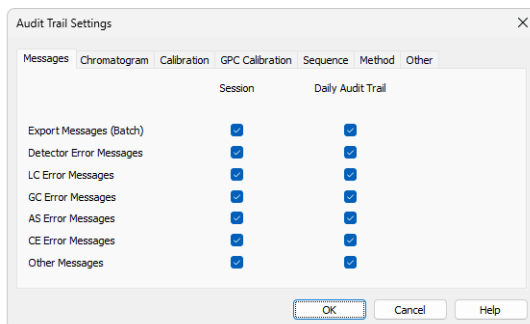 Audit Trail Settings
Messages Chromatogram Calibration GPC Calibration Sequence Method Other
Session Daily Audit Trail
Export Messages (Batch)
Detector Error Messages
LC Error Messages
GC Error Messages
AS Error Messages
CE Error Messages
Other Messages
OK Cancel Help